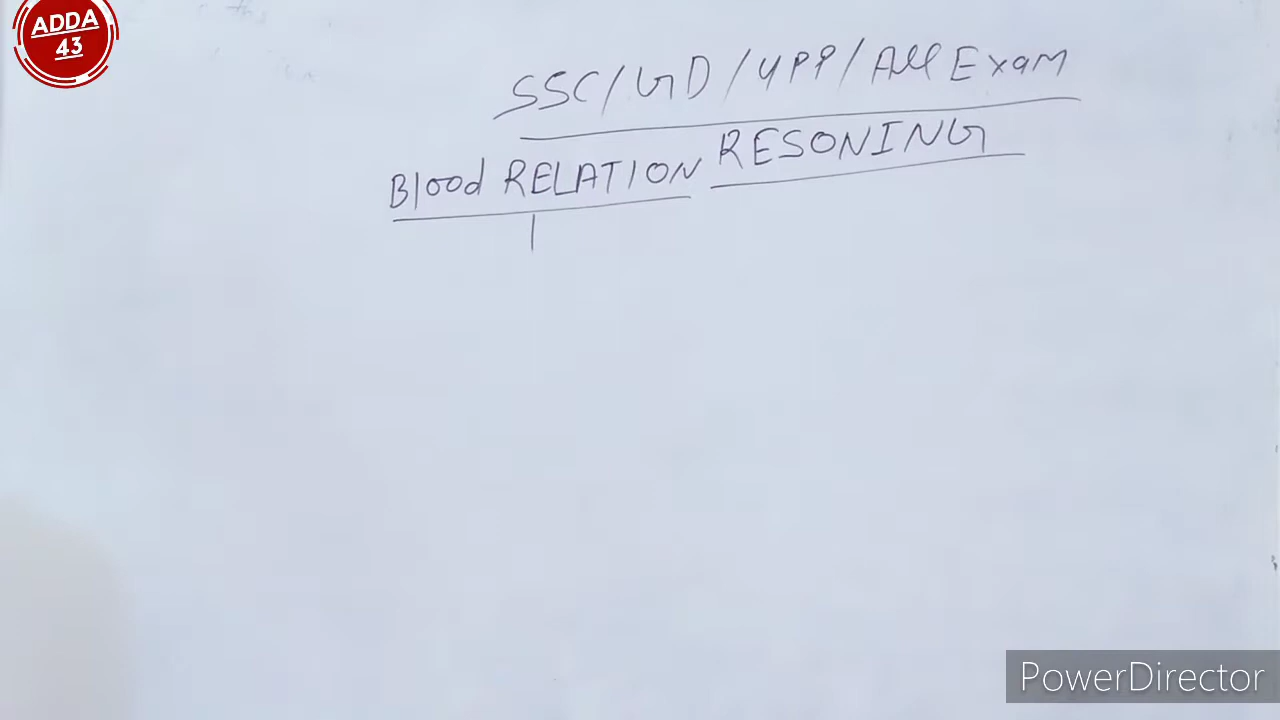 ADDA
43
SSC/GD/UPP/All Exam
RESONING
Blood RELATION
PowerDirector